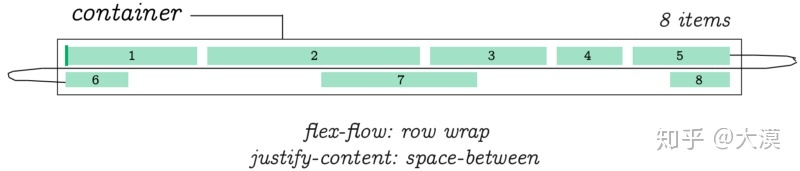 container
8 items
1 2 3 4 5
6 7 8
flex-flow: row wrap
justify-content: space-between
知乎 @大漠